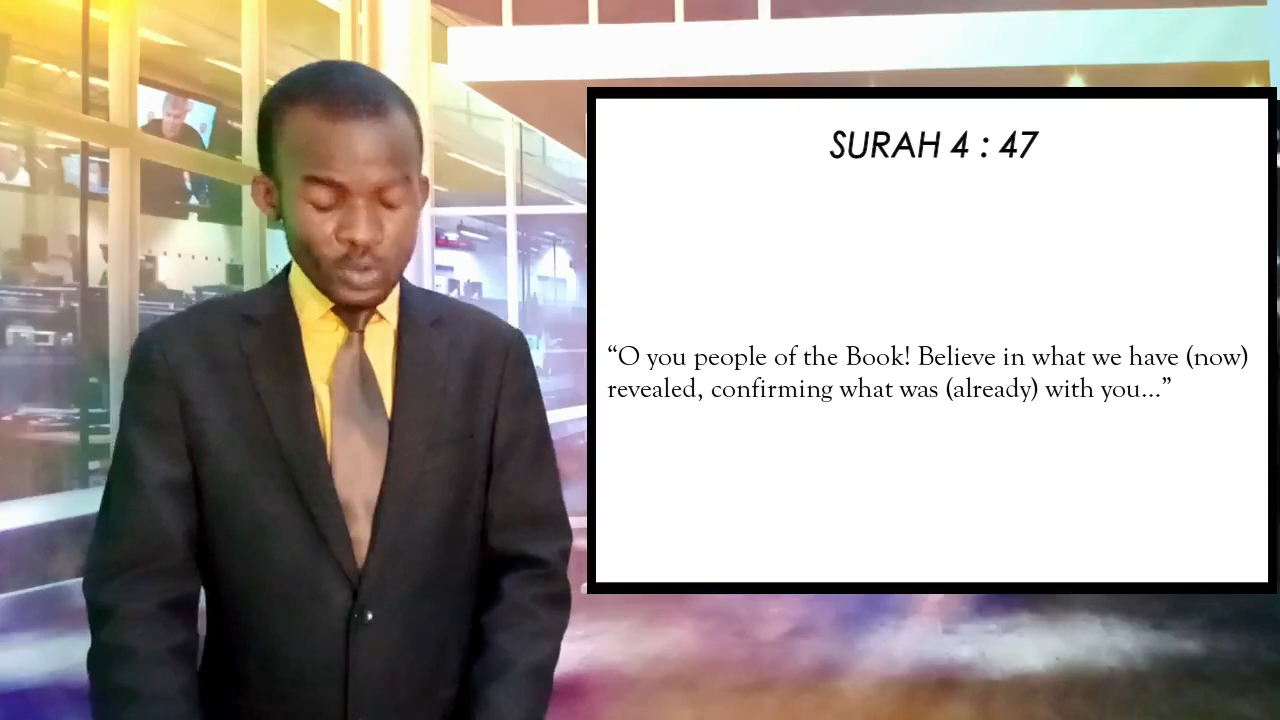 SURAH 4 : 47
“O you people of the Book! Believe in what we have (now)
revealed, confirming what was (already) with you...”